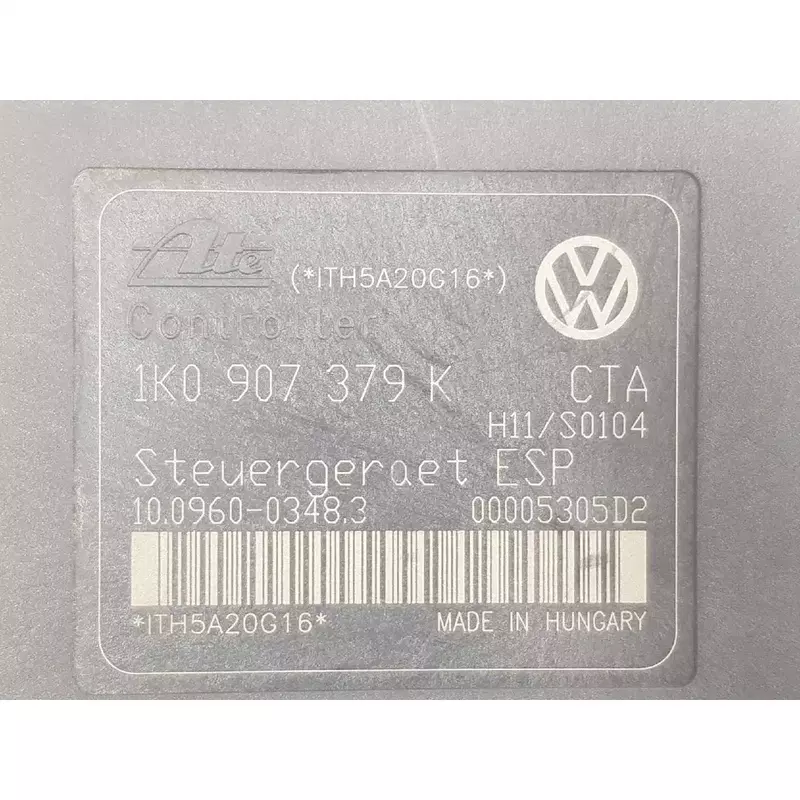 Ate (*ITH5A20G16*)
Controller
1K0 907 379 K CTA
H11/S0104
Steuergeraet ESP
10.0960-0348.3 00005305D2
*ITH5A20G16* MADE IN HUNGARY